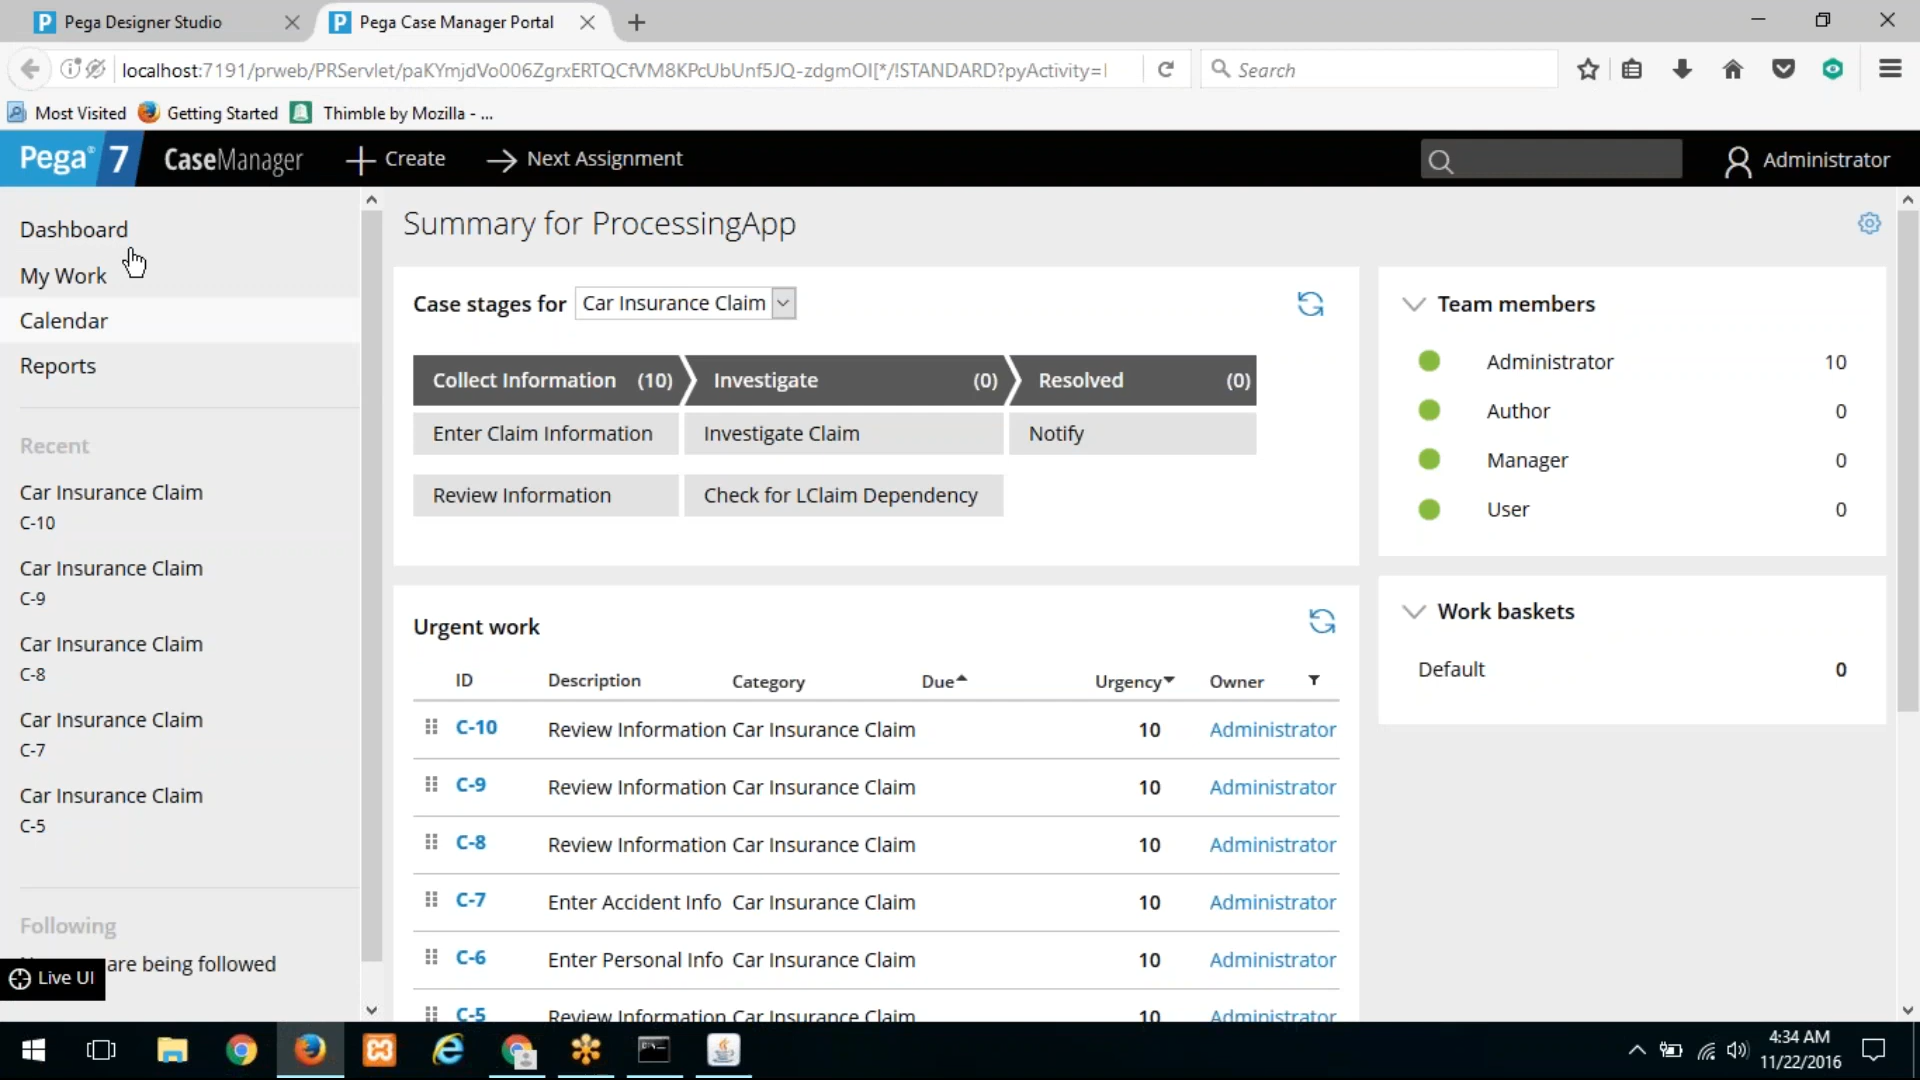 Pega Designer Studio
Pega Case Manager Portal
localhost:7191/prweb/PRServlet/paKYmjdVo006ZgrxERTQCfVM8KPcUbUnf5JQ-zdgmOI[*/!STANDARD?pyActivity=
Search
Most Visited
Getting Started
Thimble by Mozilla - ...
Pega® 7
CaseManager
Create
Next Assignment
Administrator
Dashboard
My Work
Calendar
Reports
Recent
Car Insurance Claim
C-10
Car Insurance Claim
C-9
Car Insurance Claim
C-8
Car Insurance Claim
C-7
Car Insurance Claim
C-5
Following
are being followed
Live UI
Summary for ProcessingApp
Case stages for Car Insurance Claim
Collect Information (10) Investigate (0) Resolved (0)
Enter Claim Information Investigate Claim Notify
Review Information Check for LClaim Dependency
Urgent work
ID Description Category Due Urgency Owner
C-10 Review Information Car Insurance Claim 10 Administrator
C-9 Review Information Car Insurance Claim 10 Administrator
C-8 Review Information Car Insurance Claim 10 Administrator
C-7 Enter Accident Info Car Insurance Claim 10 Administrator
C-6 Enter Personal Info Car Insurance Claim 10 Administrator
C-5 Review Information Car Insurance Claim 10 Administrator
Team members
Administrator 10
Author 0
Manager 0
User 0
Work baskets
Default 0
4:34 AM
11/22/2016